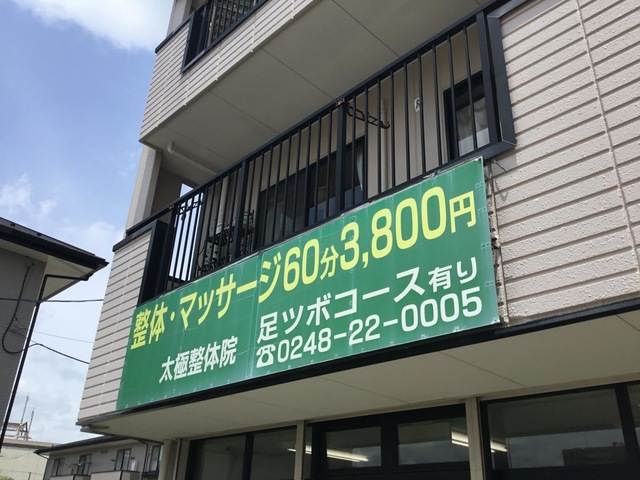 整体・マッサージ60分3,800円
太極整体院
足ツボコース有り
☎0248-22-0005